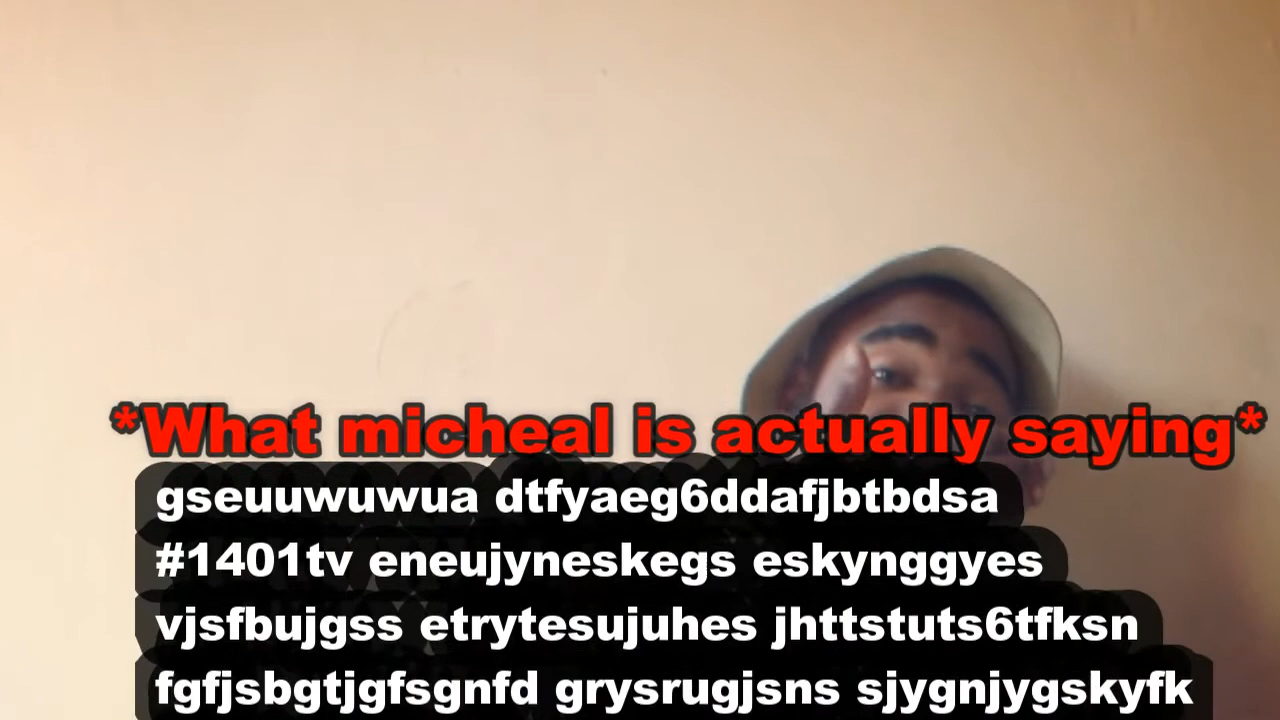 *What micheal is actually saying*
gseuuwuwua dtfyaeg6ddafjbtbdsa
#1401tv eneujyneskegs eskynggyes
vjsfbujgss etrytesujuhes jhttstuts6tfksn
fgfjsbgtjgfsgnfd grysrugjsns sjygnjygskyfk